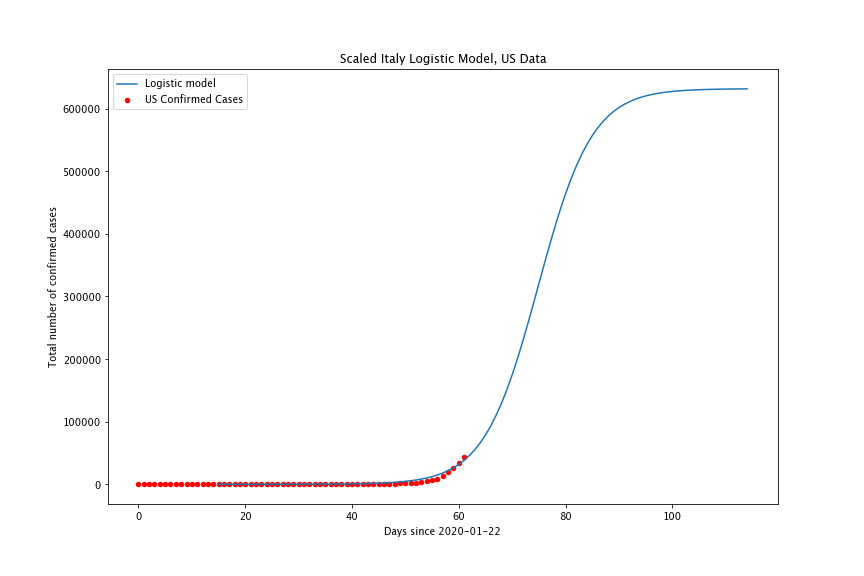 Scaled Italy Logistic Model, US Data
Logistic model
US Confirmed Cases
600000
500000
400000
300000
200000
100000
0
Total number of confirmed cases
0 20 40 60 80 100
Days since 2020-01-22